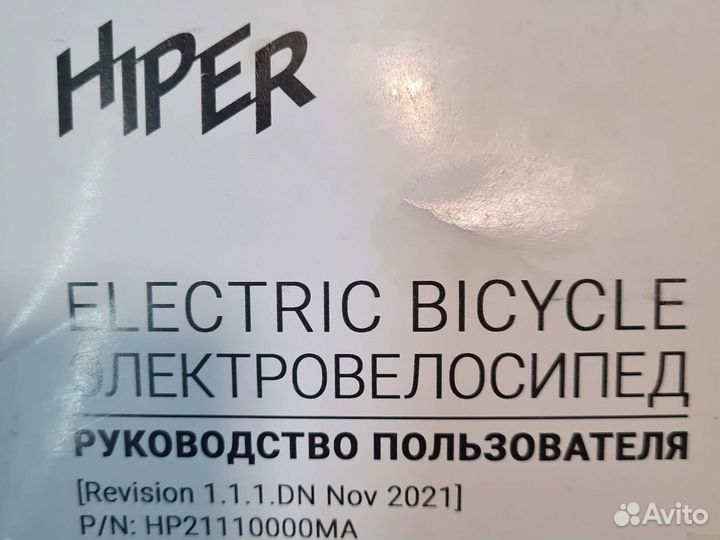 HIPER
ELECTRIC BICYCLE
ЭЛЕКТРОВЕЛОСИПЕД
РУКОВОДСТВО ПОЛЬЗОВАТЕЛЯ
[Revision 1.1.1.DN Nov 2021]
P/N: HP21110000MA
Avito